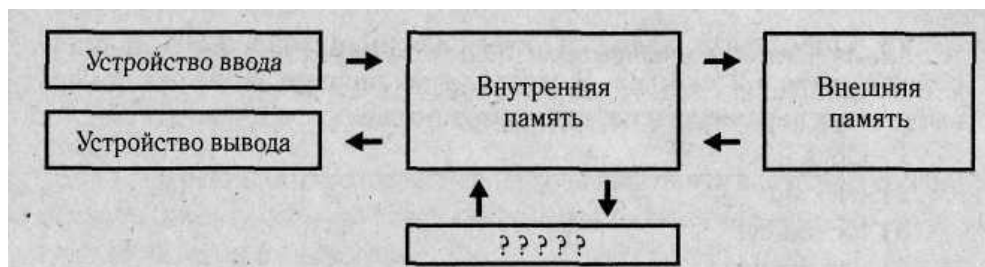 Устройство ввода
Устройство вывода
Внутренняя
память
Внешняя
память
? ? ? ? ?